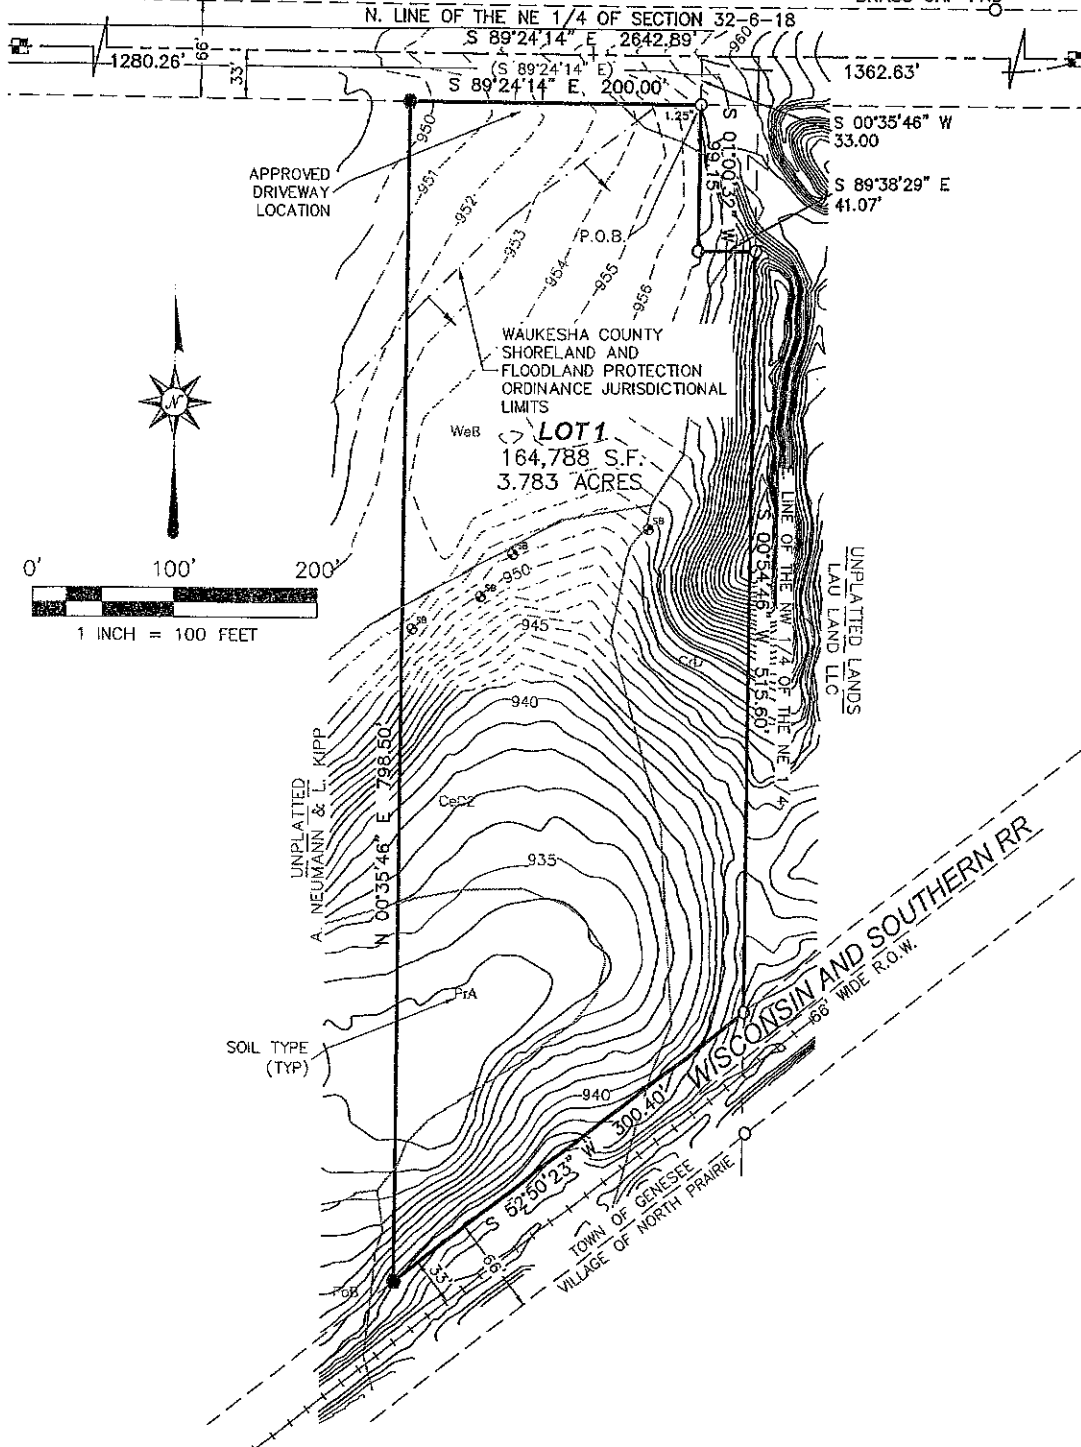 N. LINE OF THE NE 1/4 OF SECTION 32-6-18
S 89°24'14" E 2642.89'
(S 89°24'14" E)
S 89°24'14" E 200.00'
1280.26'
66'
33'
1362.63'
960
S 00°35'46" W
33.00
S 89°38'29" E
41.07'
1.25"
S 01°00'32" W
99.15'
APPROVED
DRIVEWAY
LOCATION
950
951
952
953
954
955
956
P.O.B.
WAUKESHA COUNTY
SHORELAND AND
FLOODLAND PROTECTION
ORDINANCE JURISDICTIONAL
LIMITS
N
WeB
LOT 1
164,788 S.F.
3.783 ACRES
0' 100' 200'
1 INCH = 100 FEET
SB
SB
SB
SB
950
945
940
CrD
E. LINE OF THE NW 1/4 OF THE NE 1/4
S 00°54'46" W 515.60'
UNPLATTED LANDS
LAU LAND LLC
UNPLATTED
A. NEUMANN & L. KIPP
N 00°35'46" E 798.50'
CeC2
935
PrA
SOIL TYPE
(TYP)
940
WISCONSIN AND SOUTHERN RR
66' WIDE R.O.W.
S 52°50'23" W 300.40'
33'
66'
TOWN OF GENESEE
VILLAGE OF NORTH PRAIRIE
FoB